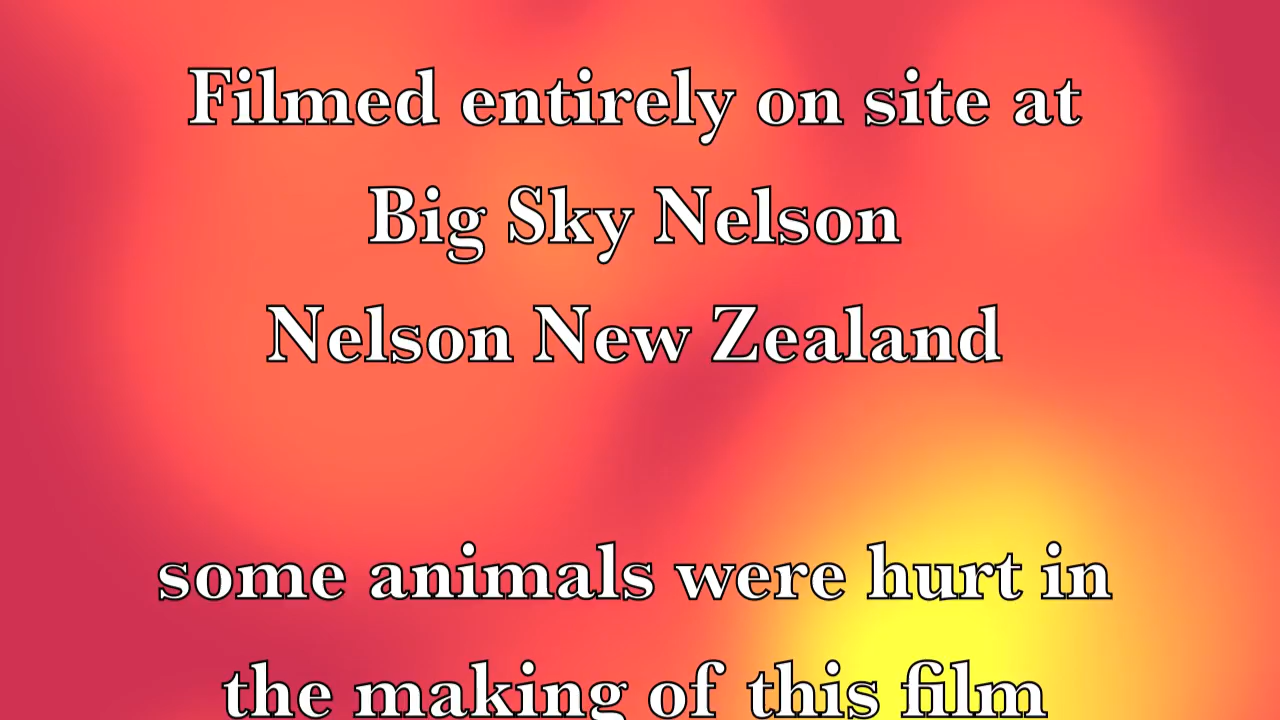 Filmed entirely on site at
Big Sky Nelson
Nelson New Zealand
some animals were hurt in
the making of this film